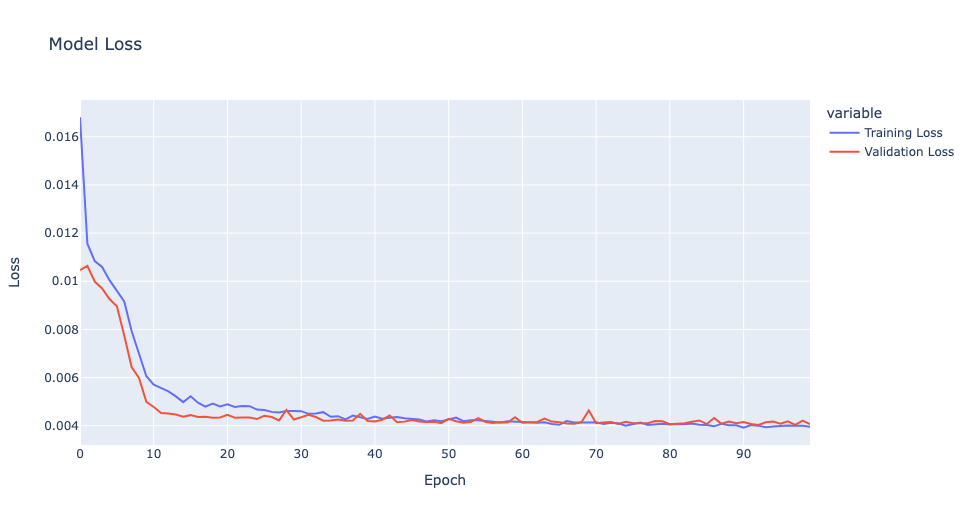 Model Loss
variable
Training Loss
Validation Loss
0.016
0.014
0.012
0.01
0.008
0.006
0.004
Loss
0 10 20 30 40 50 60 70 80 90
Epoch